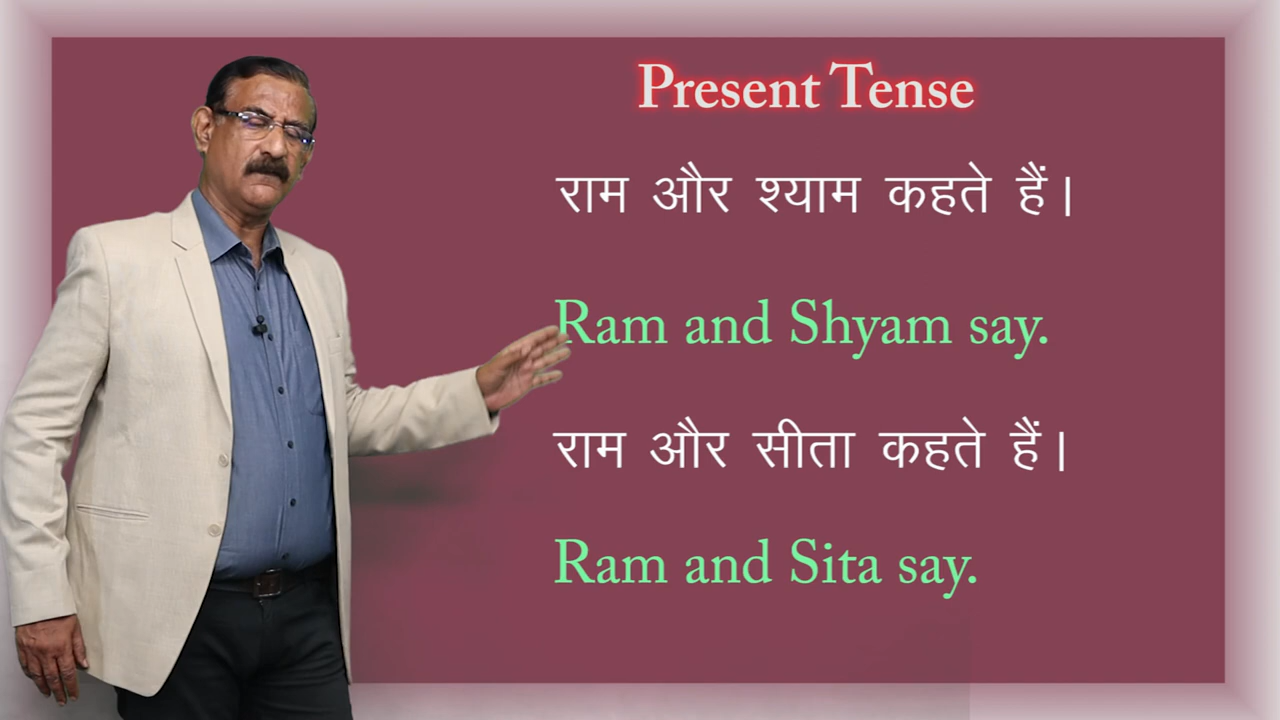 Present Tense
राम और श्याम कहते हैं।
Ram and Shyam say.
राम और सीता कहते हैं।
Ram and Sita say.